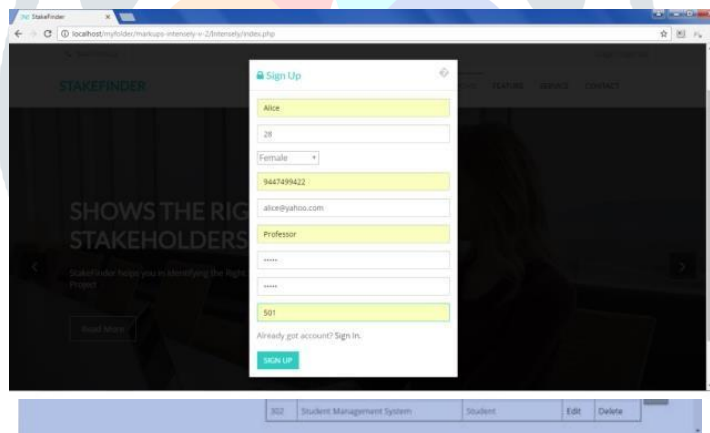 StakeFinder
localhost/myfolder/markups-intensely-v-2/Intensely/index.php
STAKEFINDER
FEATURE SERVICE CONTACT
Sign Up
Alice
28
Female
9447499422
alice@yahoo.com
Professor
•••••
•••••
501
Already got account? Sign In.
SIGN UP
SHOWS THE RIG
STAKEHOLDERS
StakeFinder helps you in Identifying the Right
Project
Read More
302 Student Management System Student Edit Delete